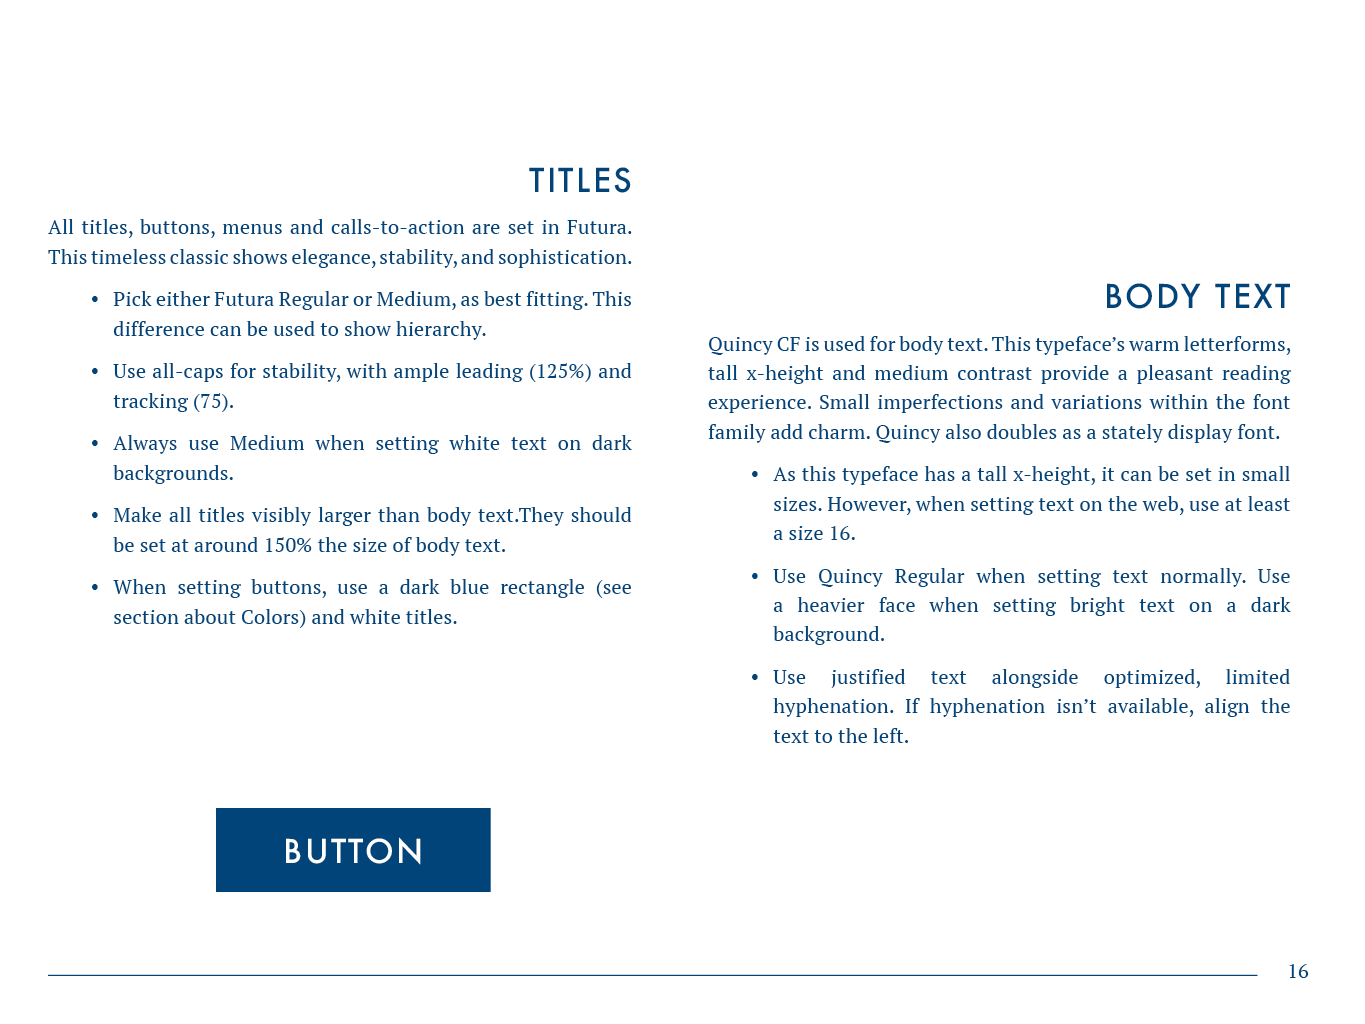 TITLES
All titles, buttons, menus and calls-to-action are set in Futura.
This timeless classic shows elegance, stability, and sophistication.
• Pick either Futura Regular or Medium, as best fitting. This
difference can be used to show hierarchy.
• Use all-caps for stability, with ample leading (125%) and
tracking (75).
• Always use Medium when setting white text on dark
backgrounds.
• Make all titles visibly larger than body text.They should
be set at around 150% the size of body text.
• When setting buttons, use a dark blue rectangle (see
section about Colors) and white titles.
BUTTON
BODY TEXT
Quincy CF is used for body text. This typeface’s warm letterforms,
tall x-height and medium contrast provide a pleasant reading
experience. Small imperfections and variations within the font
family add charm. Quincy also doubles as a stately display font.
• As this typeface has a tall x-height, it can be set in small
sizes. However, when setting text on the web, use at least
a size 16.
• Use Quincy Regular when setting text normally. Use
a heavier face when setting bright text on a dark
background.
• Use justified text alongside optimized, limited
hyphenation. If hyphenation isn’t available, align the
text to the left.
16